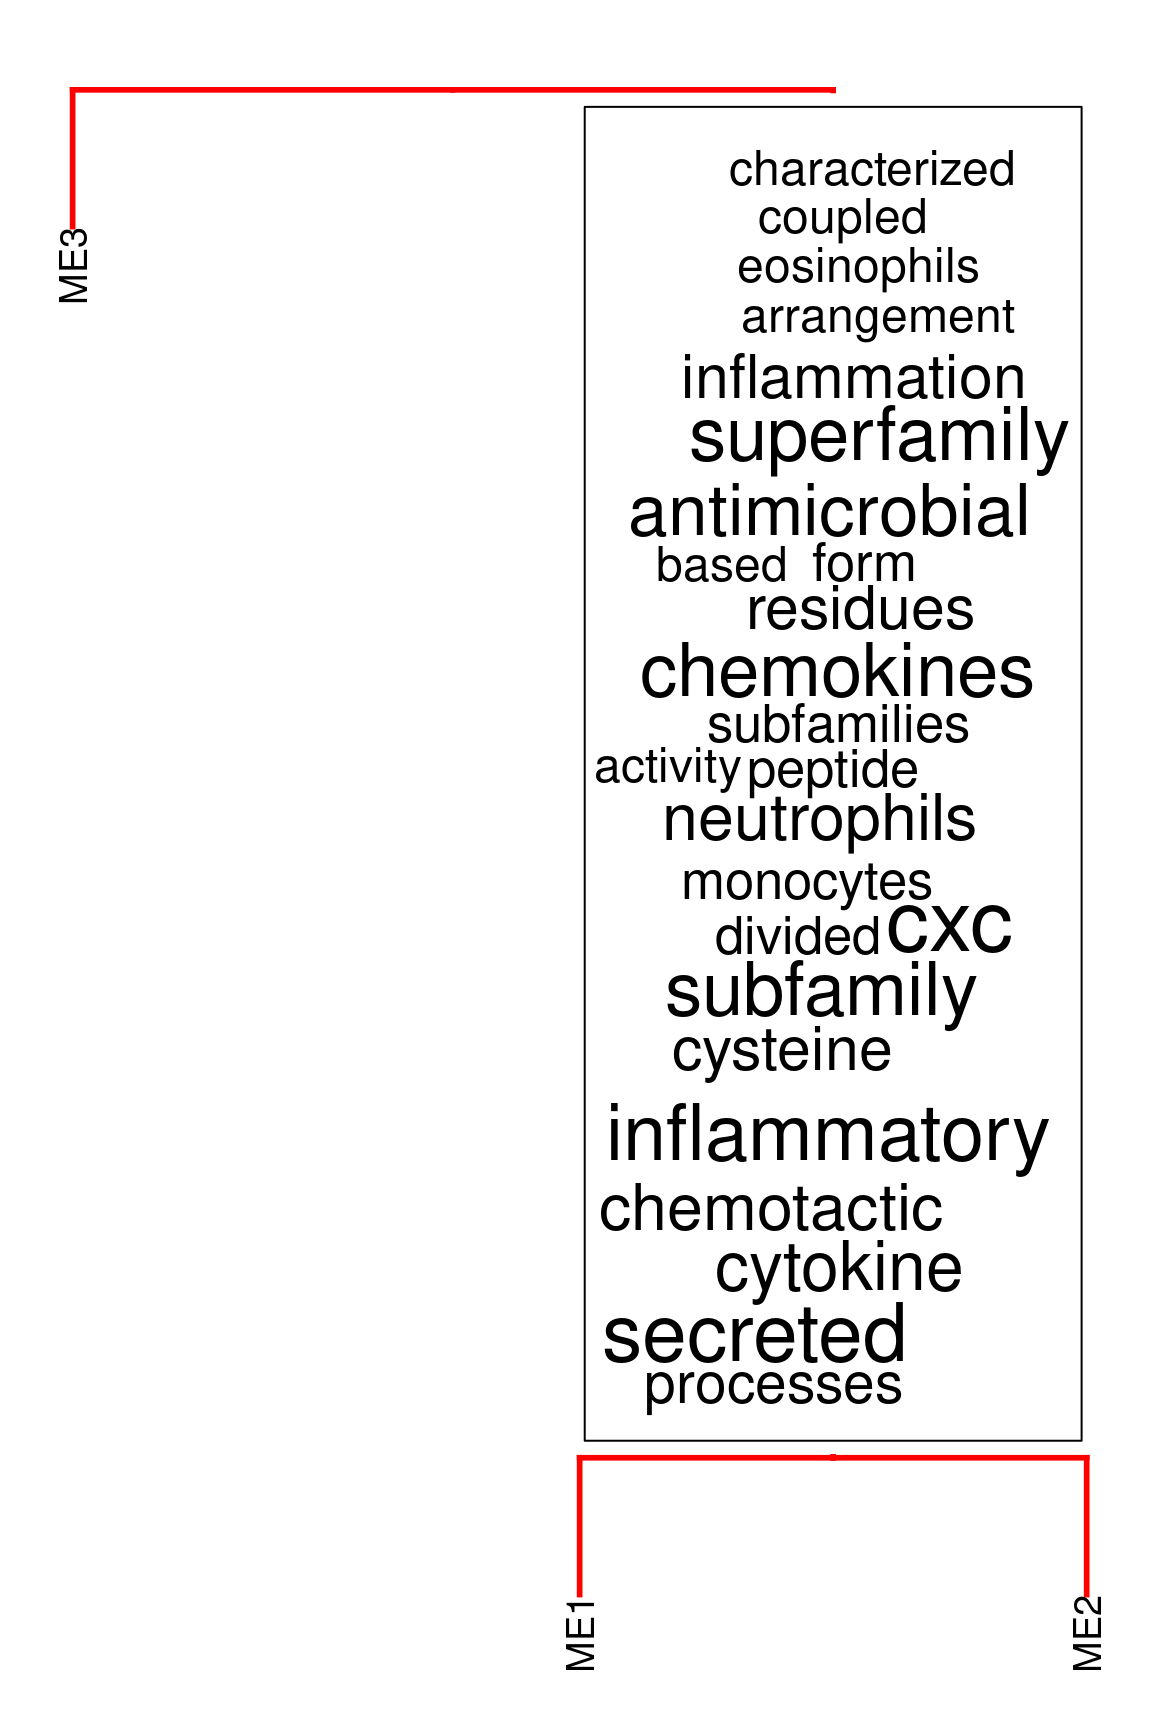 ME3
characterized
coupled
eosinophils
arrangement
inflammation
superfamily
antimicrobial
based form
residues
chemokines
subfamilies
activity peptide
neutrophils
monocytes
divided cxc
subfamily
cysteine
inflammatory
chemotactic
cytokine
secreted
processes
ME1
ME2